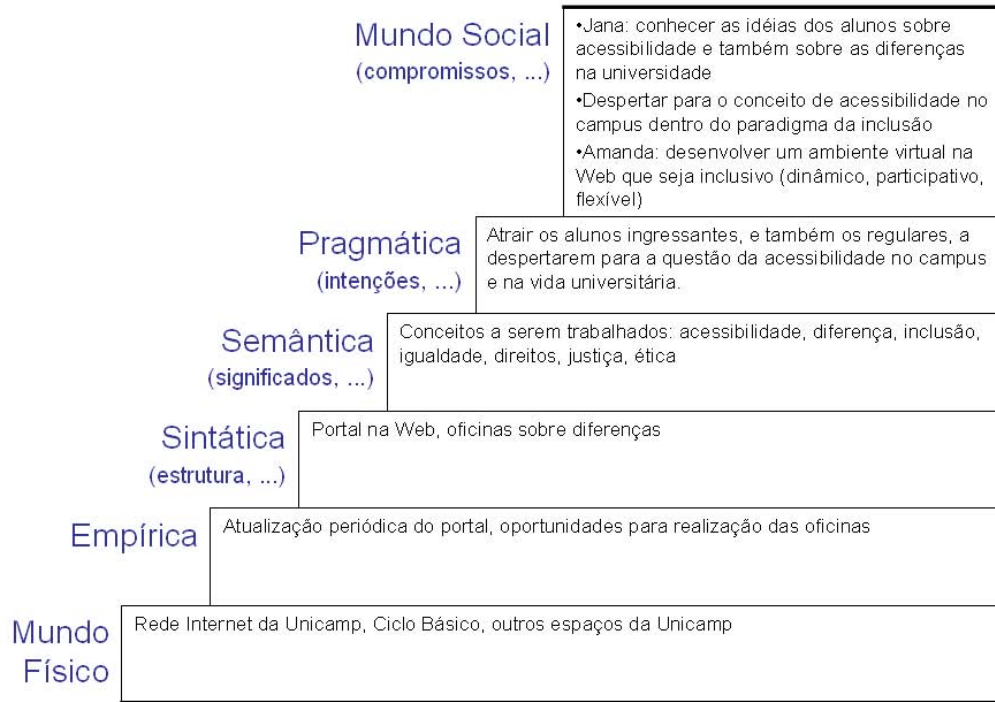 Mundo Social
(compromissos, ...)
•Jana: conhecer as idéias dos alunos sobre
acessibilidade e também sobre as diferenças
na universidade
•Despertar para o conceito de acessibilidade no
campus dentro do paradigma da inclusão
•Amanda: desenvolver um ambiente virtual na
Web que seja inclusivo (dinâmico, participativo,
flexível)
Pragmática
(intenções, ...)
Atrair os alunos ingressantes, e também os regulares, a
despertarem para a questão da acessibilidade no campus
e na vida universitária.
Semântica
(significados, ...)
Conceitos a serem trabalhados: acessibilidade, diferença, inclusão,
igualdade, direitos, justiça, ética
Sintática
(estrutura, ...)
Portal na Web, oficinas sobre diferenças
Empírica
Atualização periódica do portal, oportunidades para realização das oficinas
Mundo
Físico
Rede Internet da Unicamp, Ciclo Básico, outros espaços da Unicamp